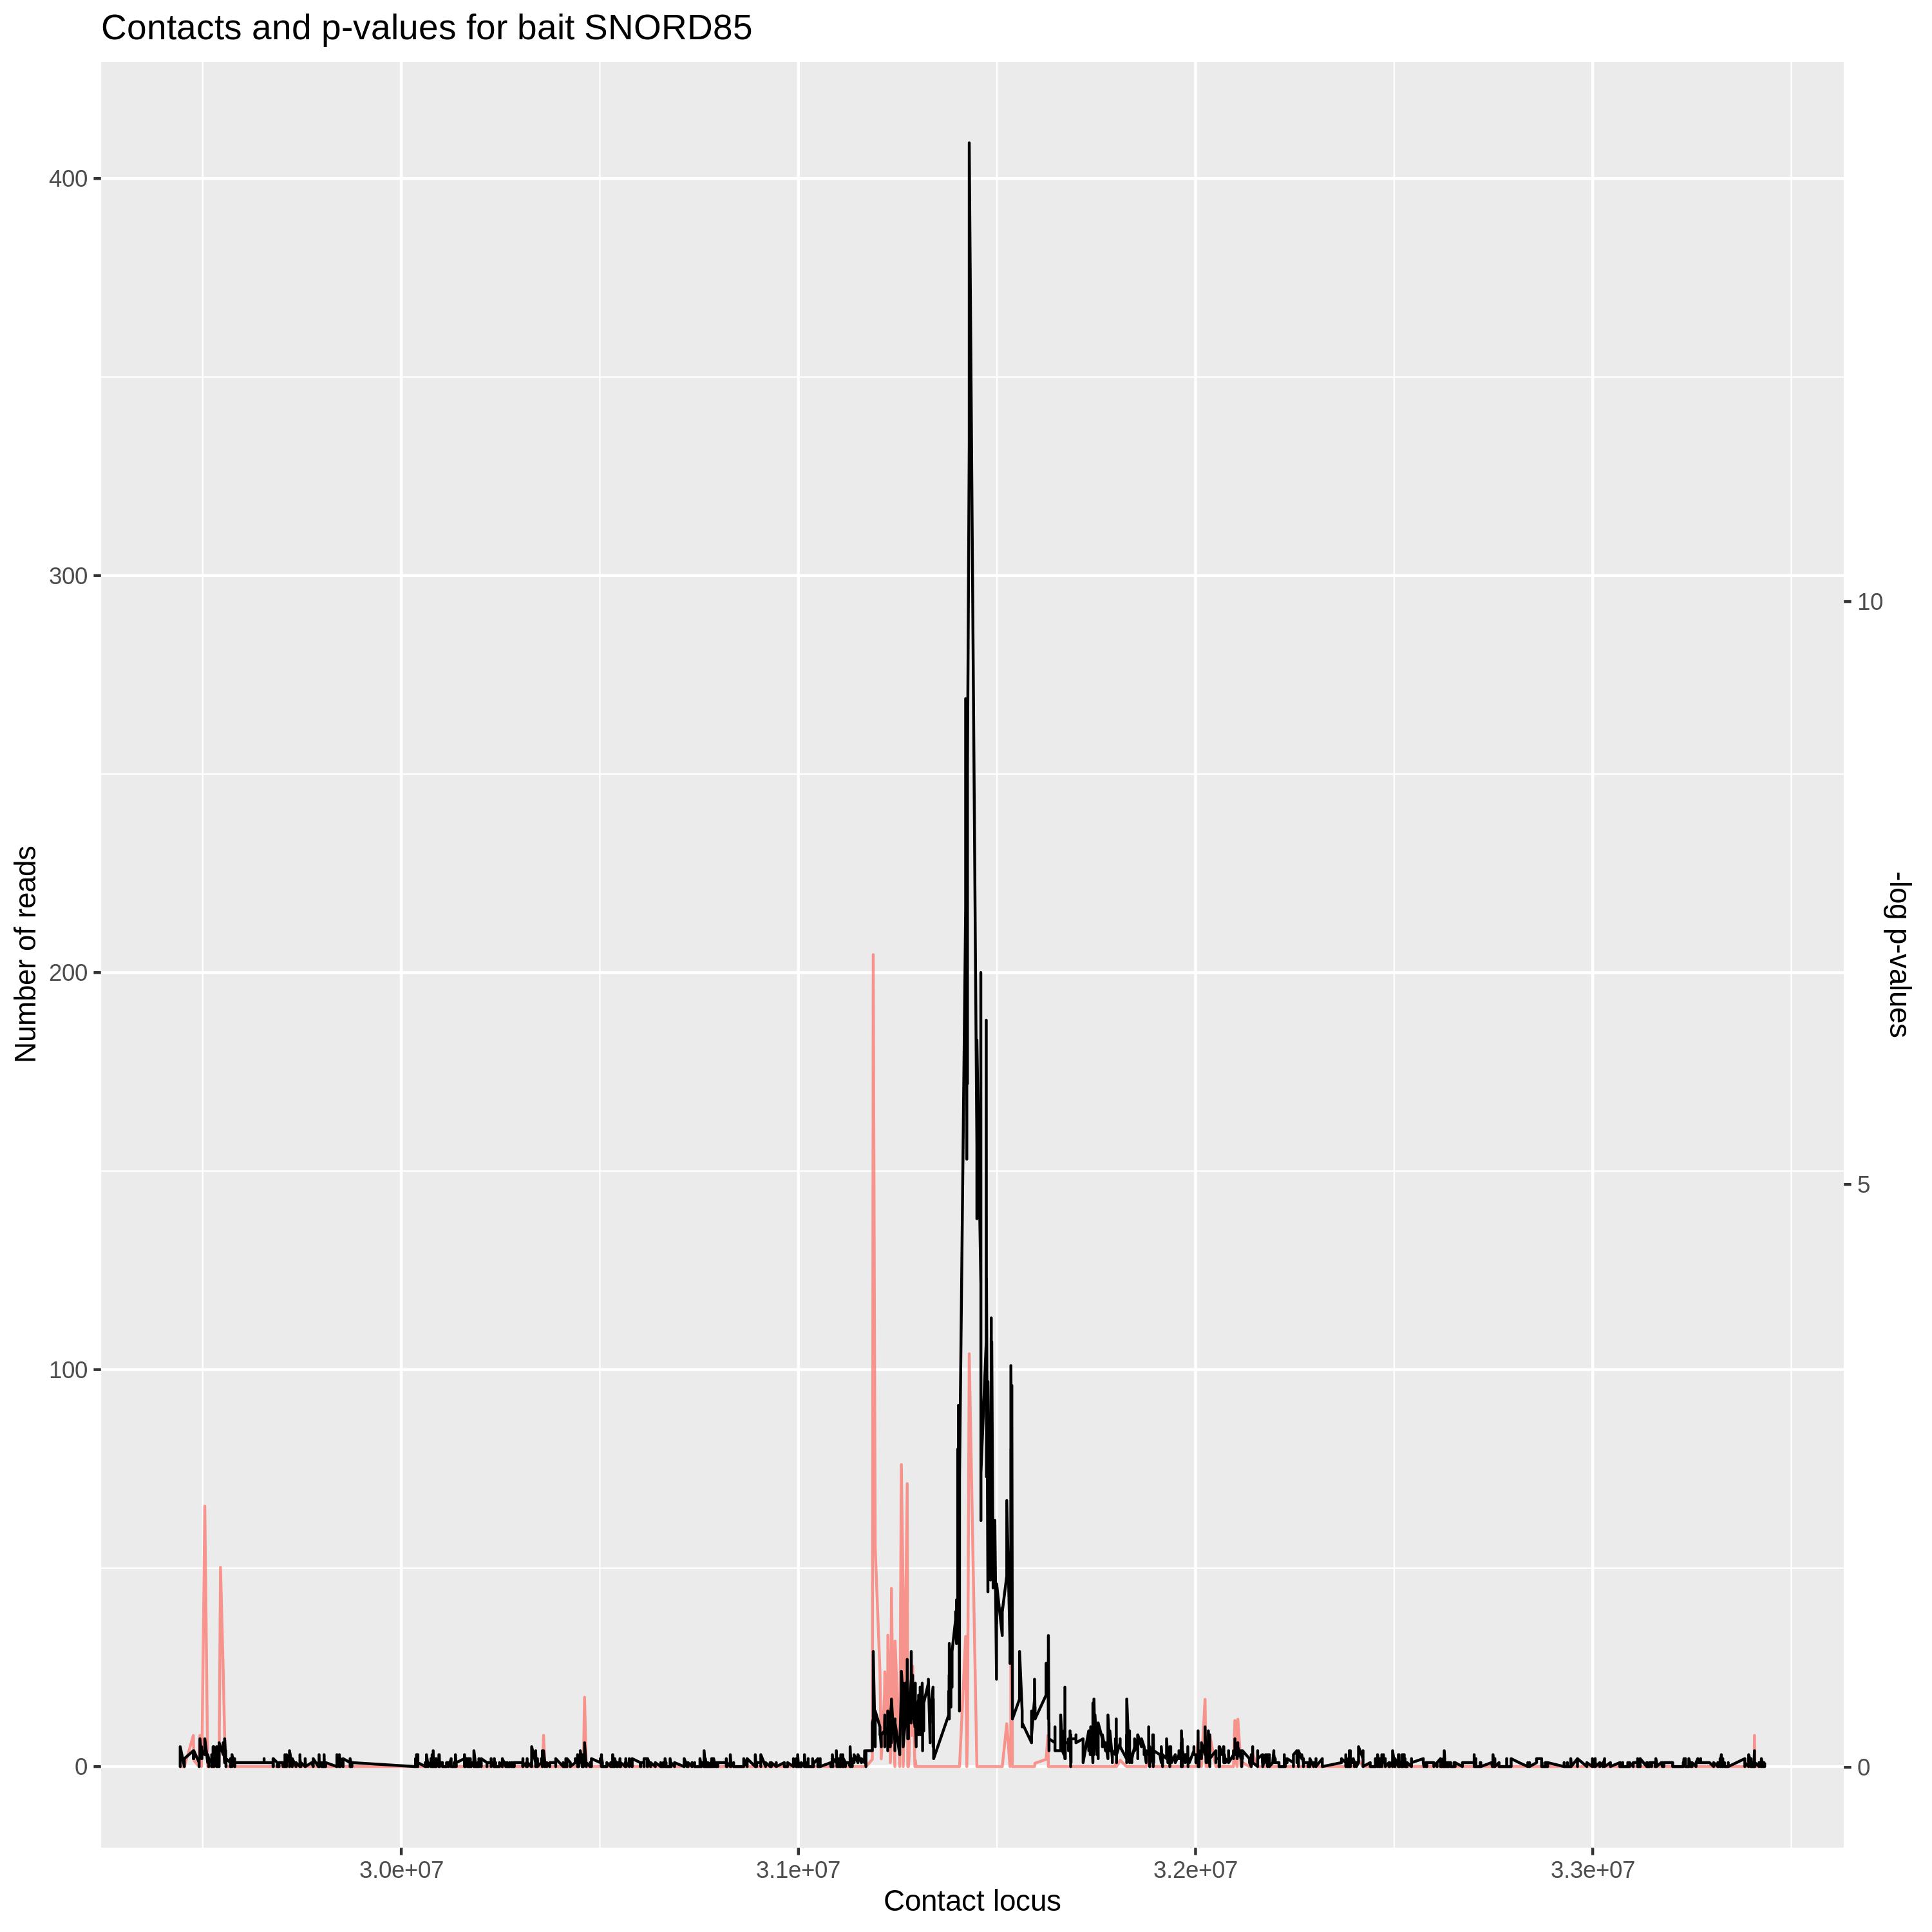 Contacts and p-values for bait SNORD85
400
300
200
100
0
Number of reads
10
5
0
-log p-values
3.0e+07
3.1e+07
3.2e+07
3.3e+07
Contact locus